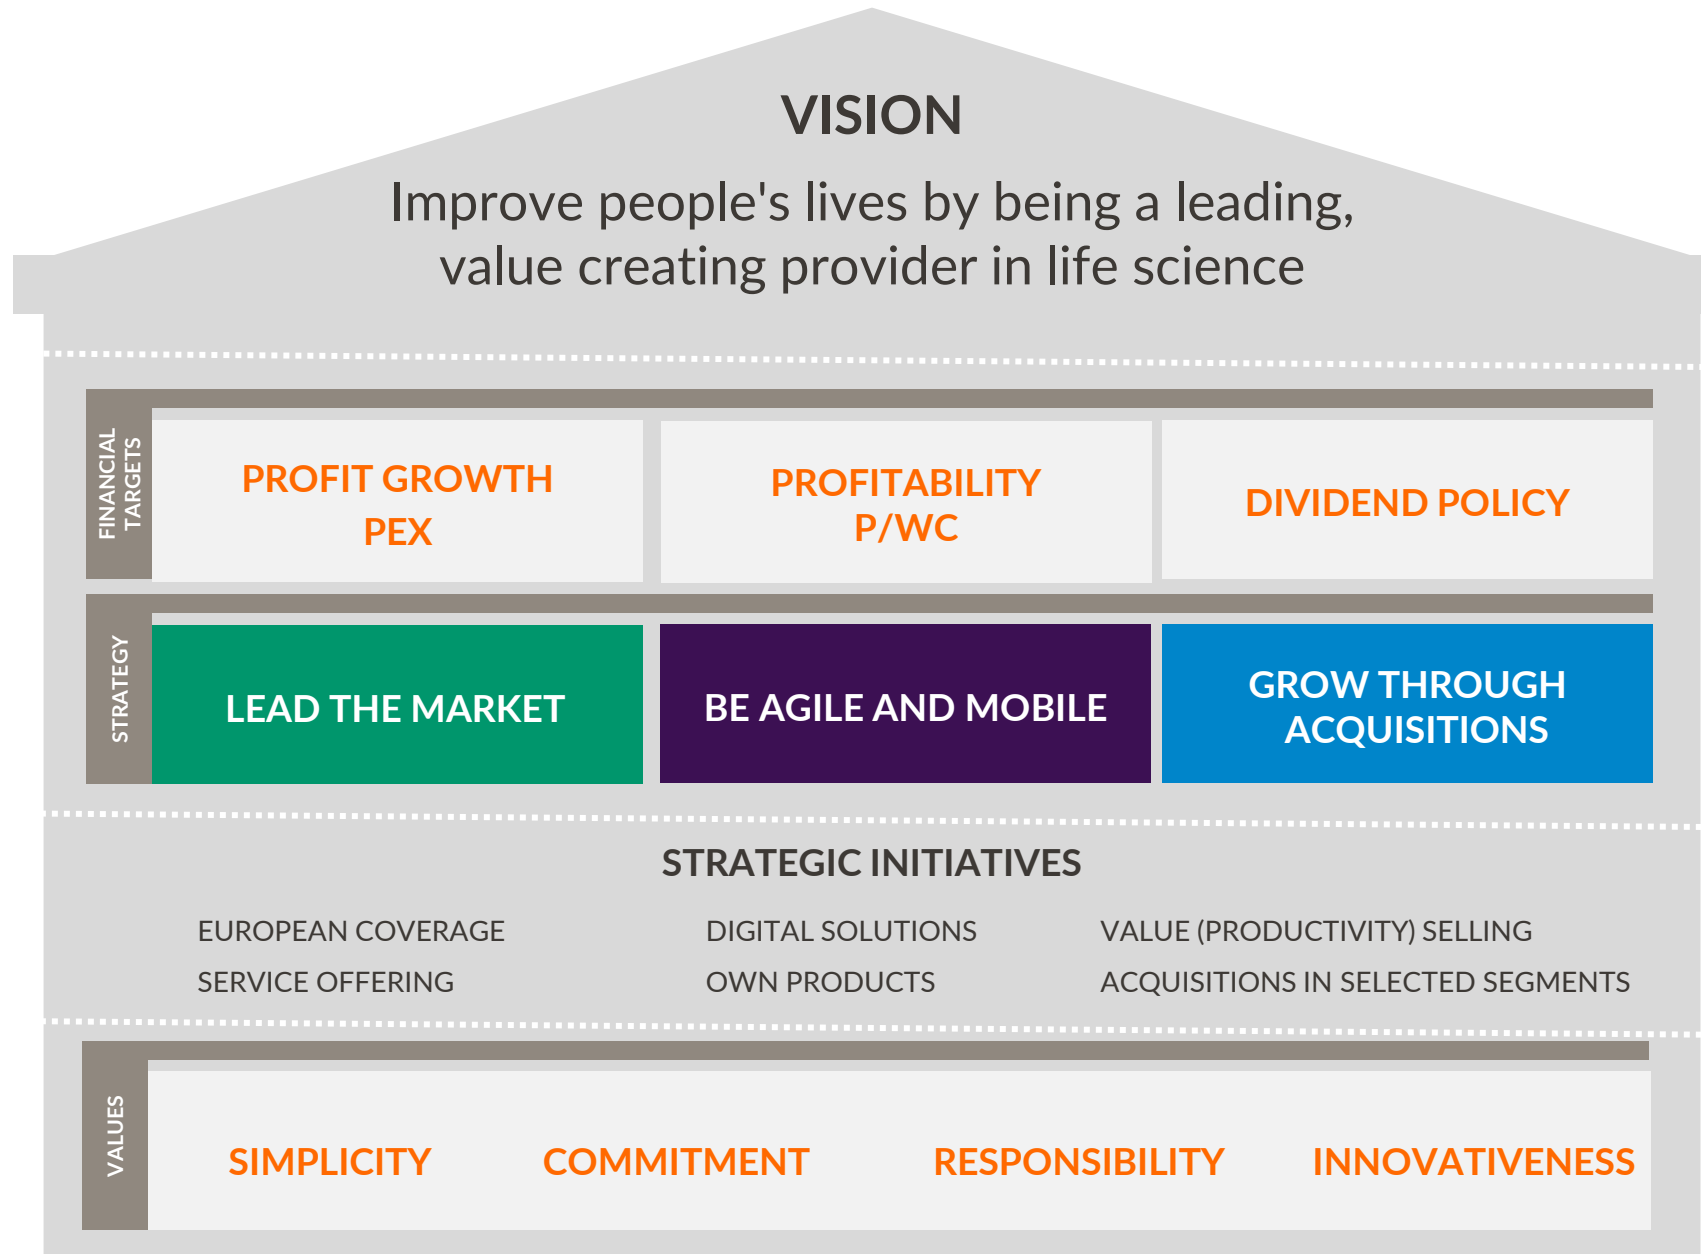 VISION
Improve people's lives by being a leading,
value creating provider in life science
FINANCIAL
TARGETS
PROFIT GROWTH
PEX
PROFITABILITY
P/WC
DIVIDEND POLICY
STRATEGY
LEAD THE MARKET
BE AGILE AND MOBILE
GROW THROUGH
ACQUISITIONS
STRATEGIC INITIATIVES
EUROPEAN COVERAGE
SERVICE OFFERING
DIGITAL SOLUTIONS
OWN PRODUCTS
VALUE (PRODUCTIVITY) SELLING
ACQUISITIONS IN SELECTED SEGMENTS
VALUES
SIMPLICITY
COMMITMENT
RESPONSIBILITY
INNOVATIVENESS